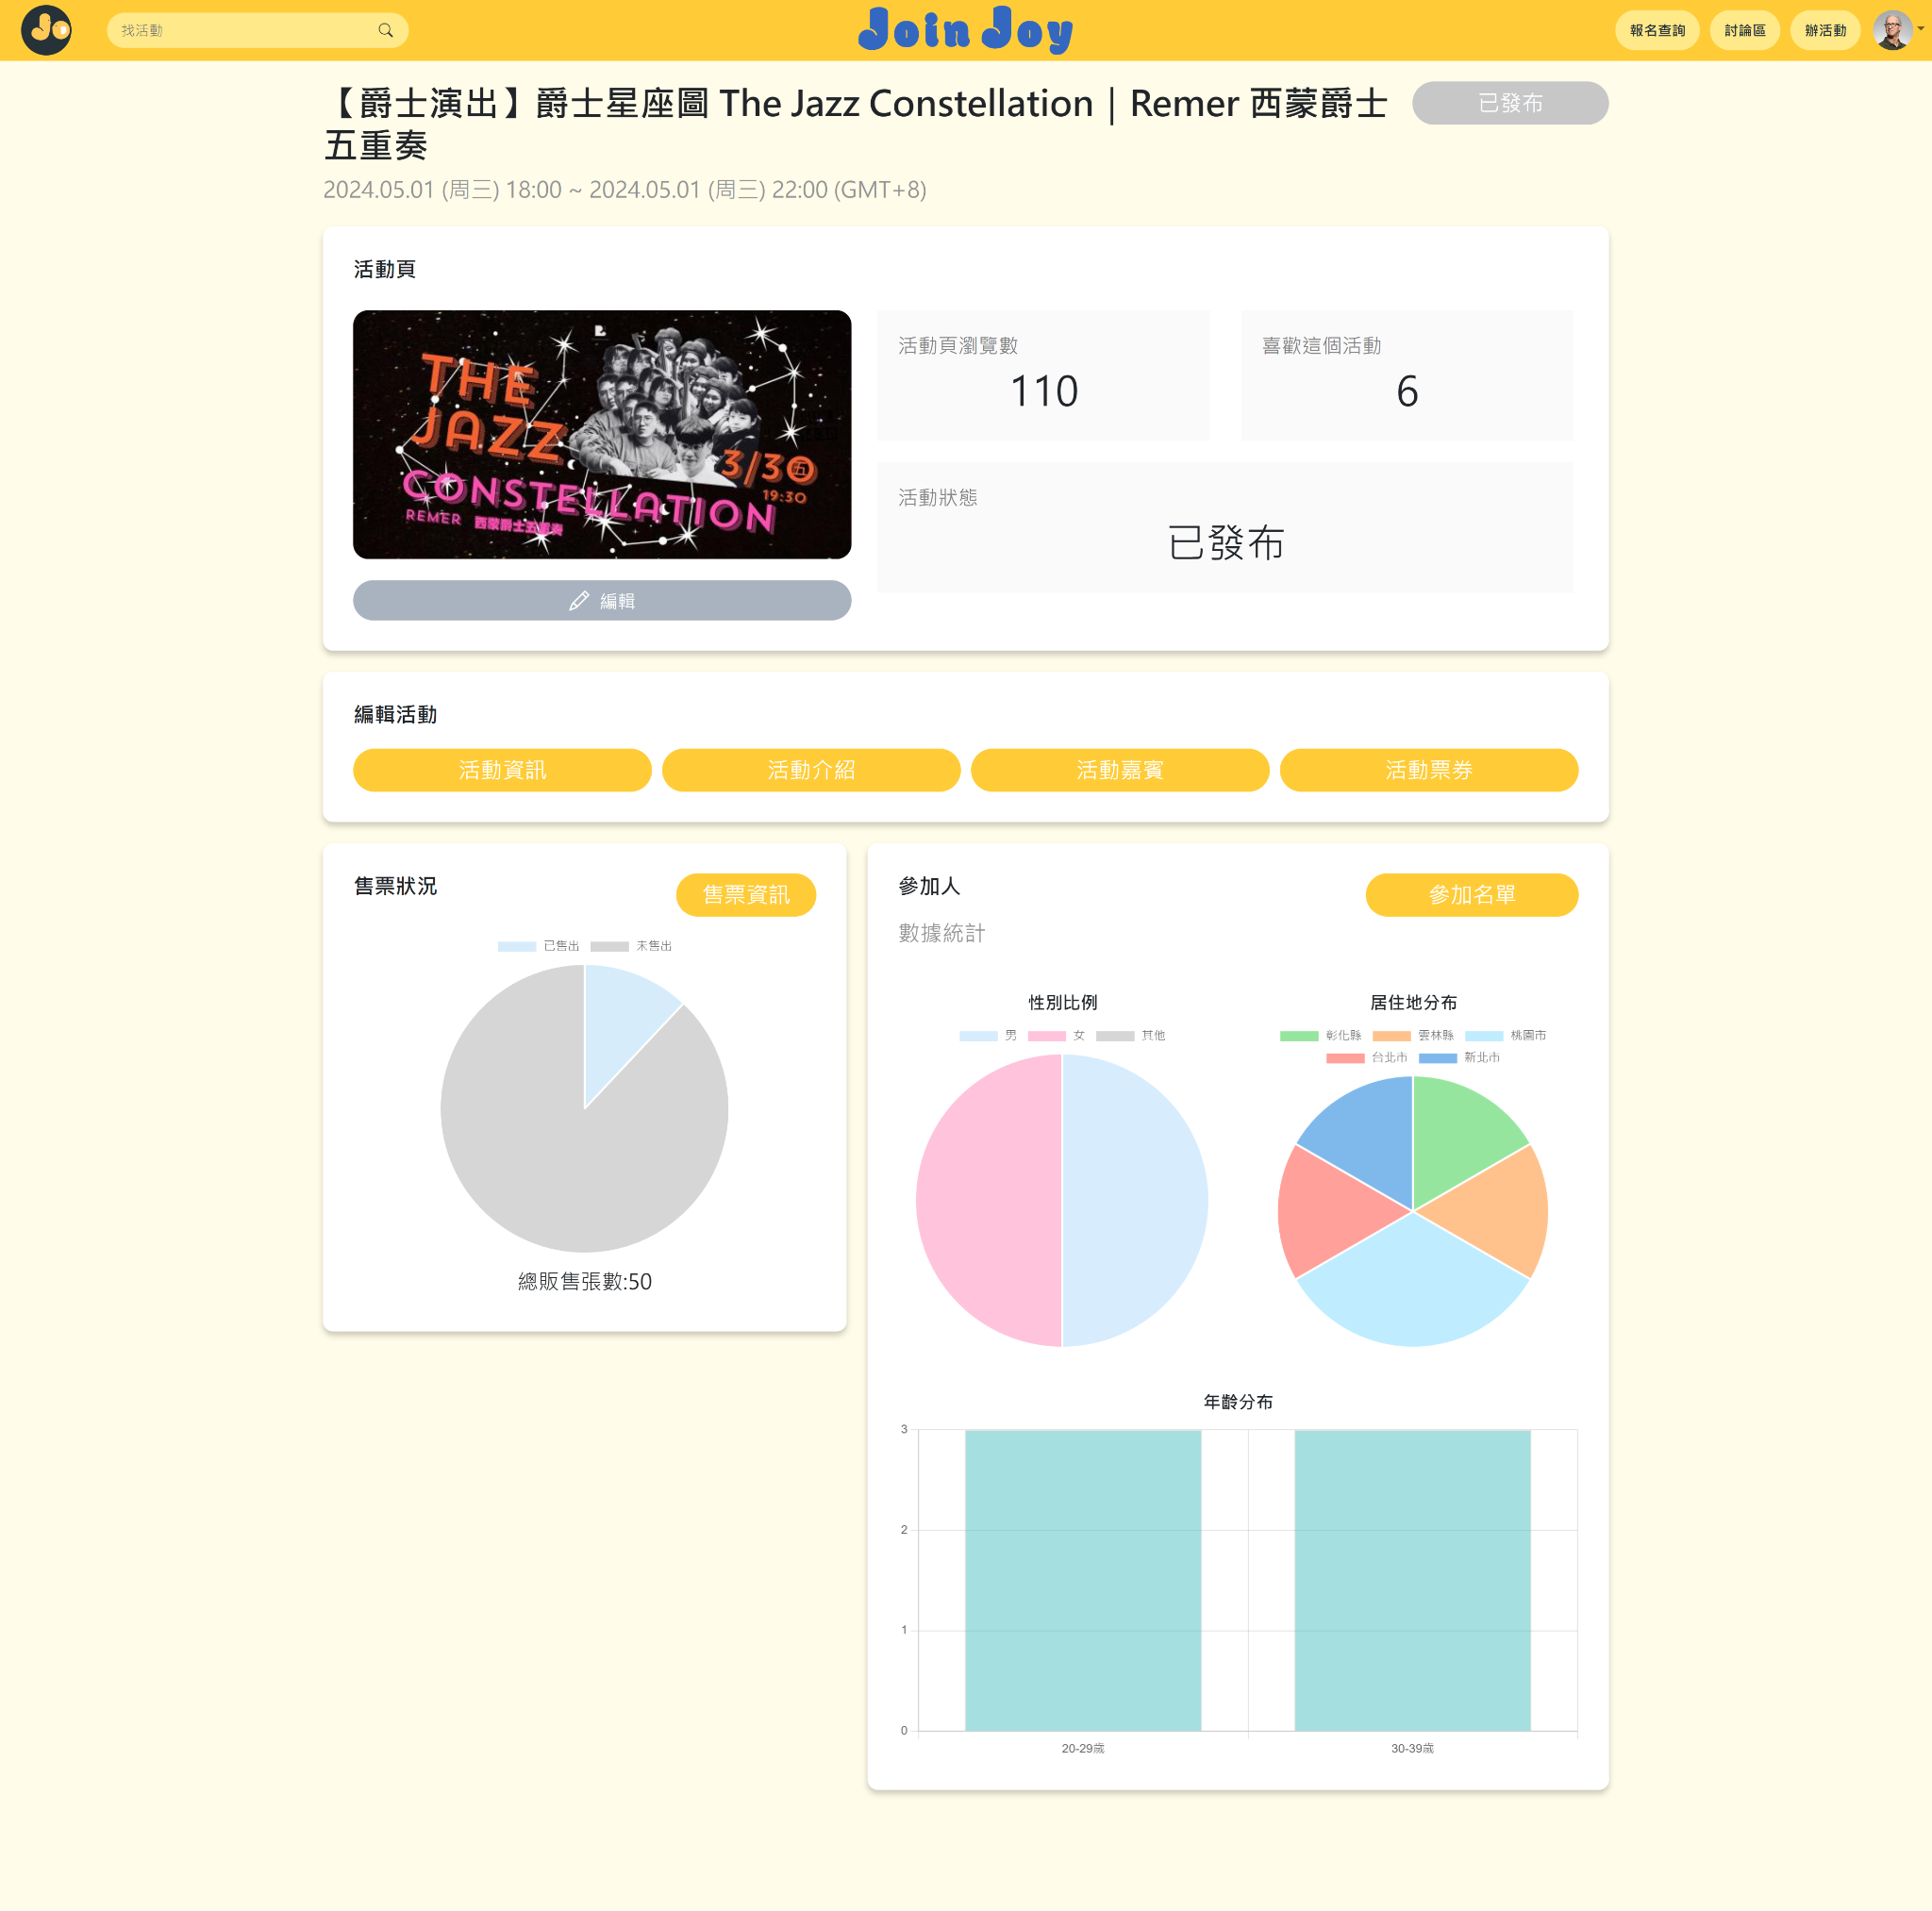 Jo
找活動
Join Joy
報名查詢
討論區
辦活動
【爵士演出】爵士星座圖 The Jazz Constellation｜Remer 西蒙爵士
五重奏
已發布
2024.05.01 (周三) 18:00 ~ 2024.05.01 (周三) 22:00 (GMT+8)
活動頁
THE
JAZZ
CONSTELLATION
3/30 五
19:30
REMER 西蒙爵士五重奏
編輯
活動頁瀏覽數
110
喜歡這個活動
6
活動狀態
已發布
編輯活動
活動資訊
活動介紹
活動嘉賓
活動票券
售票狀況
售票資訊
已售出
未售出
總販售張數:50
參加人
參加名單
數據統計
性別比例
男
女
其他
居住地分布
彰化縣
雲林縣
桃園市
台北市
新北市
年齡分布
3
2
1
0
20-29歲
30-39歲